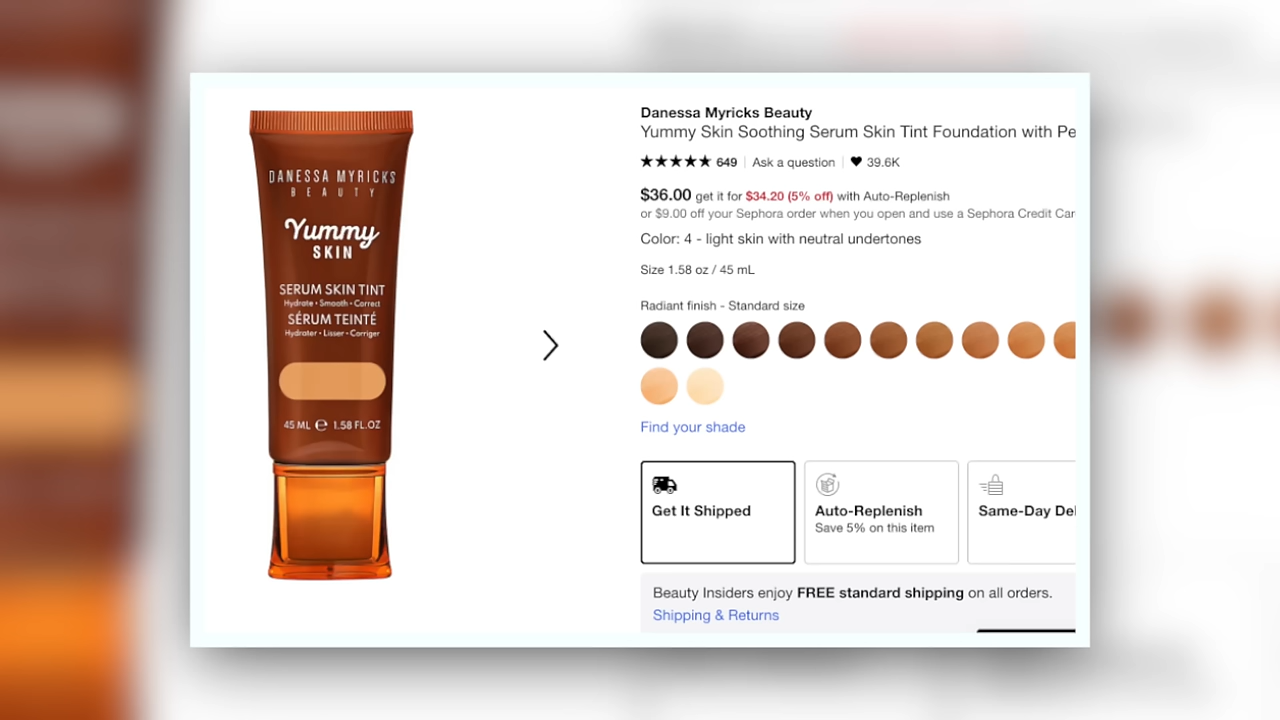 DANESSA MYRICKS
BEAUTY
Yummy
SKIN
SERUM SKIN TINT
Hydrate • Smooth • Correct
SÉRUM TEINTÉ
Hydrater • Lisser • Corriger
45 ML e 1.58 FL.OZ
Danessa Myricks Beauty
Yummy Skin Soothing Serum Skin Tint Foundation with Pe
649 | Ask a question | 39.6K
$36.00 get it for $34.20 (5% off) with Auto-Replenish
or $9.00 off your Sephora order when you open and use a Sephora Credit Car
Color: 4 - light skin with neutral undertones
Size 1.58 oz / 45 mL
Radiant finish - Standard size
Find your shade
Get It Shipped
Auto-Replenish
Save 5% on this item
Same-Day Del
Beauty Insiders enjoy FREE standard shipping on all orders.
Shipping & Returns